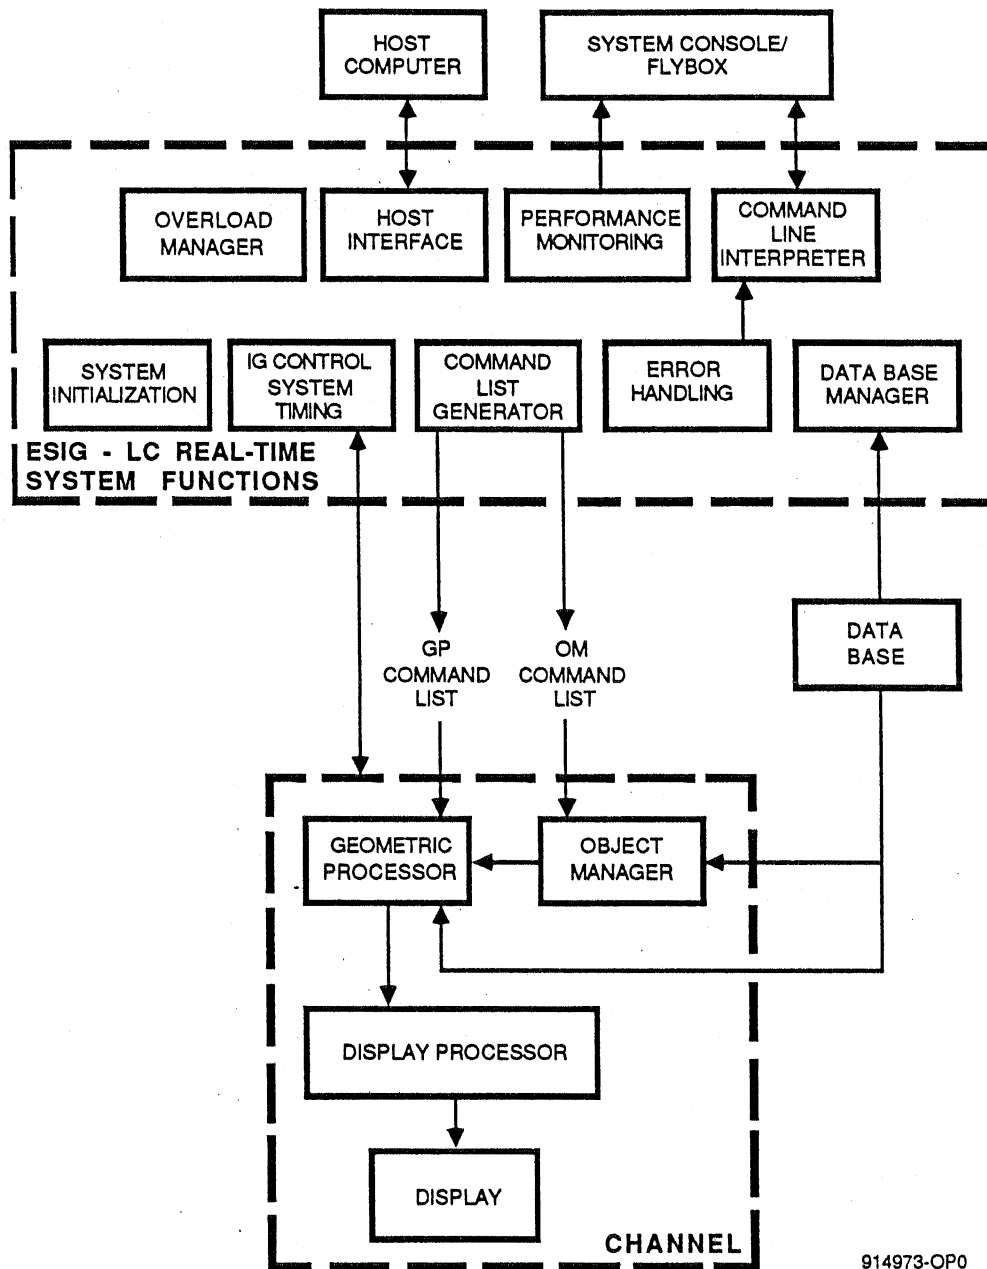 HOST
COMPUTER
SYSTEM CONSOLE/
FLYBOX
OVERLOAD
MANAGER
HOST
INTERFACE
PERFORMANCE
MONITORING
COMMAND
LINE
INTERPRETER
SYSTEM
INITIALIZATION
IG CONTROL
SYSTEM
TIMING
COMMAND
LIST
GENERATOR
ERROR
HANDLING
DATA BASE
MANAGER
ESIG - LC REAL-TIME
SYSTEM FUNCTIONS
GP
COMMAND
LIST
OM
COMMAND
LIST
DATA
BASE
GEOMETRIC
PROCESSOR
OBJECT
MANAGER
DISPLAY PROCESSOR
DISPLAY
CHANNEL
914973-OP0